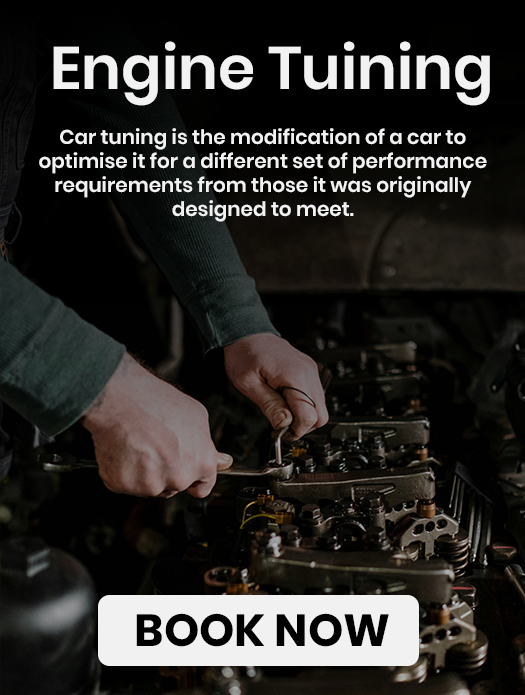 Engine Tuining
Car tuning is the modification of a car to
optimise it for a different set of performance
requirements from those it was originally
designed to meet.
BOOK NOW